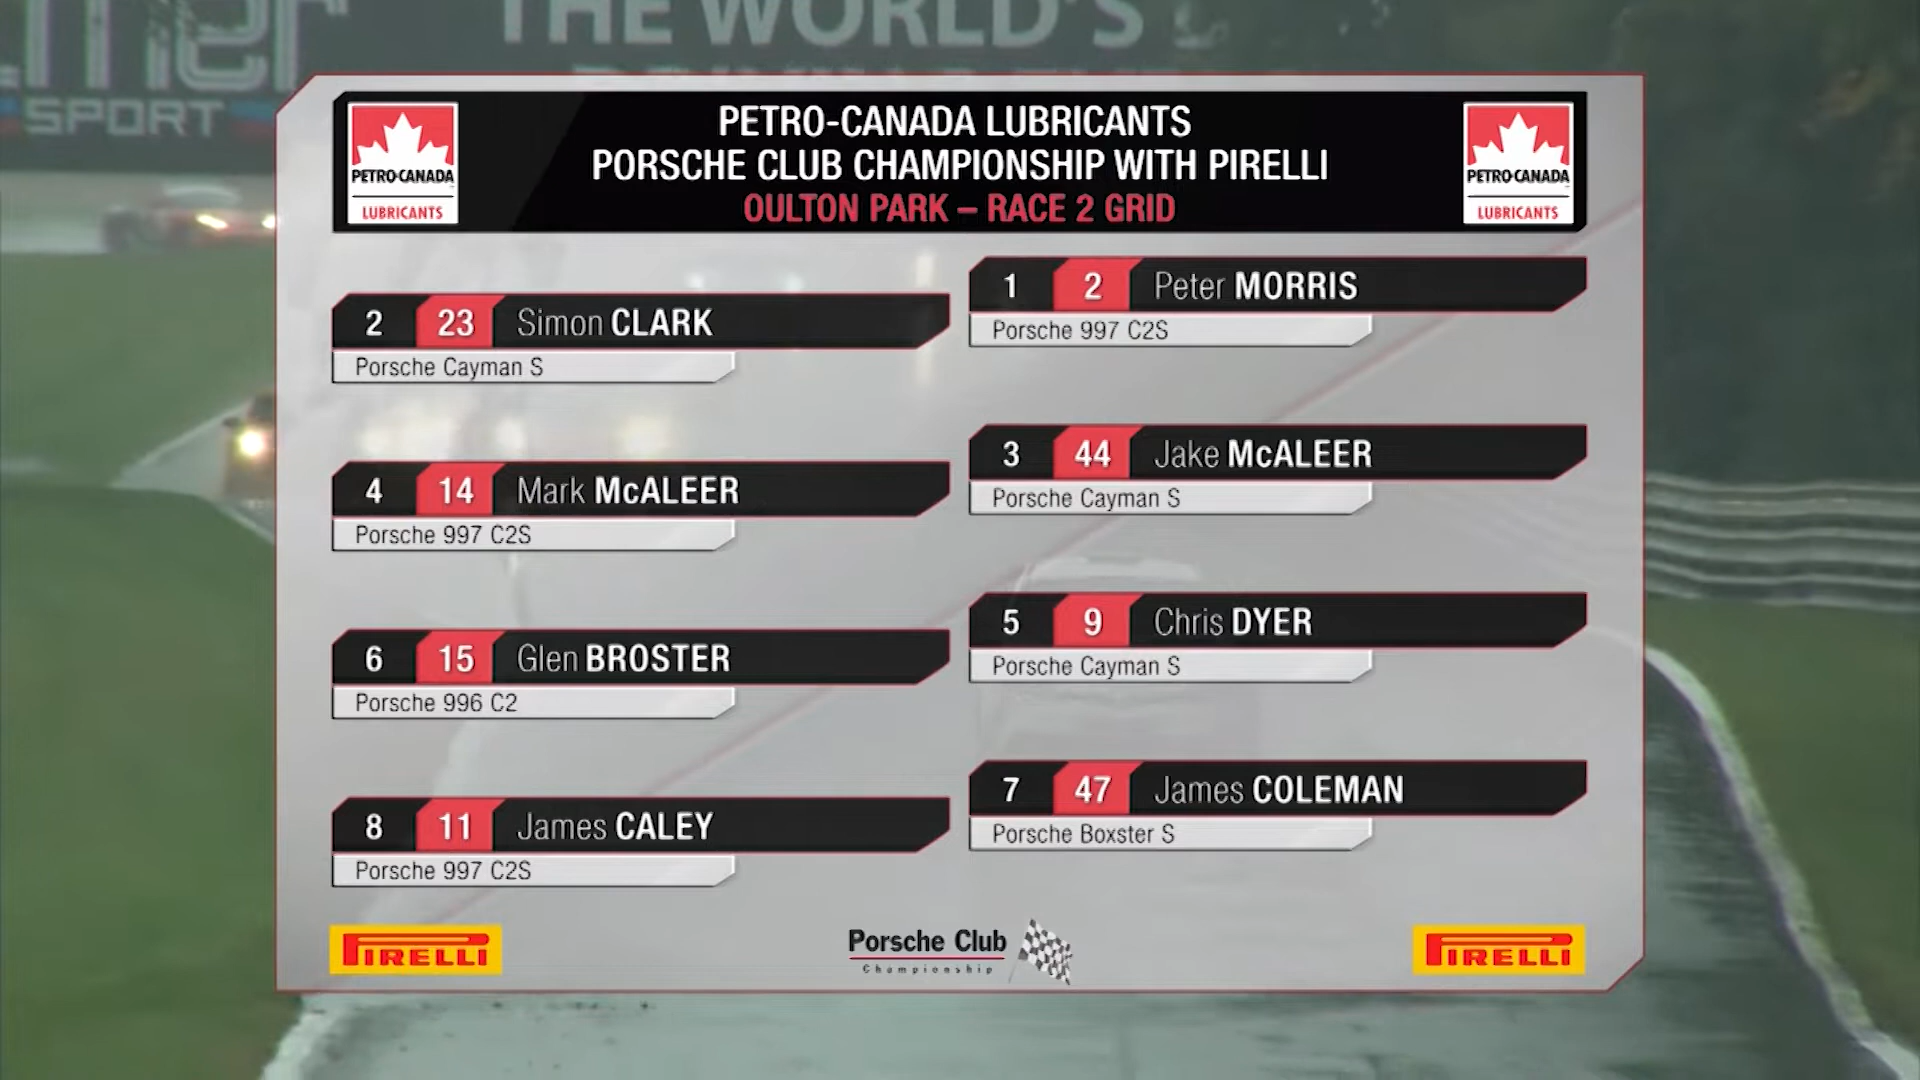 THE WORLD'S
SPORT
PETRO-CANADA LUBRICANTS
PORSCHE CLUB CHAMPIONSHIP WITH PIRELLI
OULTON PARK – RACE 2 GRID
PETRO-CANADA
LUBRICANTS
PETRO-CANADA
LUBRICANTS
1 2 Peter MORRIS
Porsche 997 C2S
2 23 Simon CLARK
Porsche Cayman S
3 44 Jake McALEER
Porsche Cayman S
4 14 Mark McALEER
Porsche 997 C2S
5 9 Chris DYER
Porsche Cayman S
6 15 Glen BROSTER
Porsche 996 C2
7 47 James COLEMAN
Porsche Boxster S
8 11 James CALEY
Porsche 997 C2S
PIRELLI
Porsche Club
Championship
PIRELLI